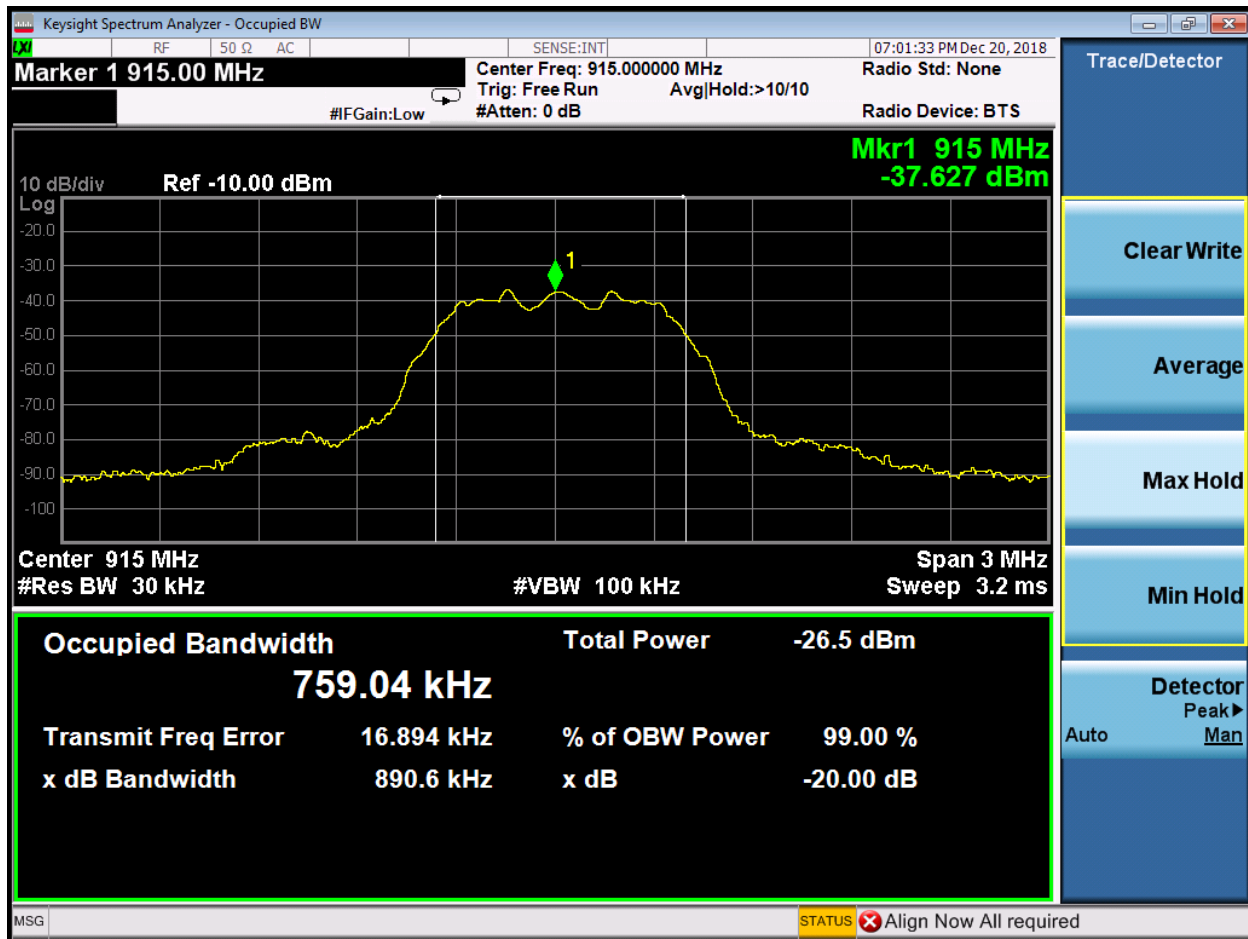 Keysight Spectrum Analyzer - Occupied BW
LXI RF 50 Ω AC SENSE:INT 07:01:33 PM Dec 20, 2018
Marker 1 915.00 MHz
Center Freq: 915.000000 MHz
Radio Std: None
Trig: Free Run Avg|Hold:>10/10
#IFGain:Low
#Atten: 0 dB
Radio Device: BTS
Mkr1 915 MHz
-37.627 dBm
10 dB/div Ref -10.00 dBm
Log
-20.0
-30.0
-40.0
-50.0
-60.0
-70.0
-80.0
-90.0
-100
1
Center 915 MHz Span 3 MHz
#Res BW 30 kHz #VBW 100 kHz Sweep 3.2 ms
Occupied Bandwidth Total Power -26.5 dBm
759.04 kHz
Transmit Freq Error 16.894 kHz % of OBW Power 99.00 %
x dB Bandwidth 890.6 kHz x dB -20.00 dB
Trace/Detector
Clear Write
Average
Max Hold
Min Hold
Detector
Peak▶
Auto Man
MSG STATUS Align Now All required